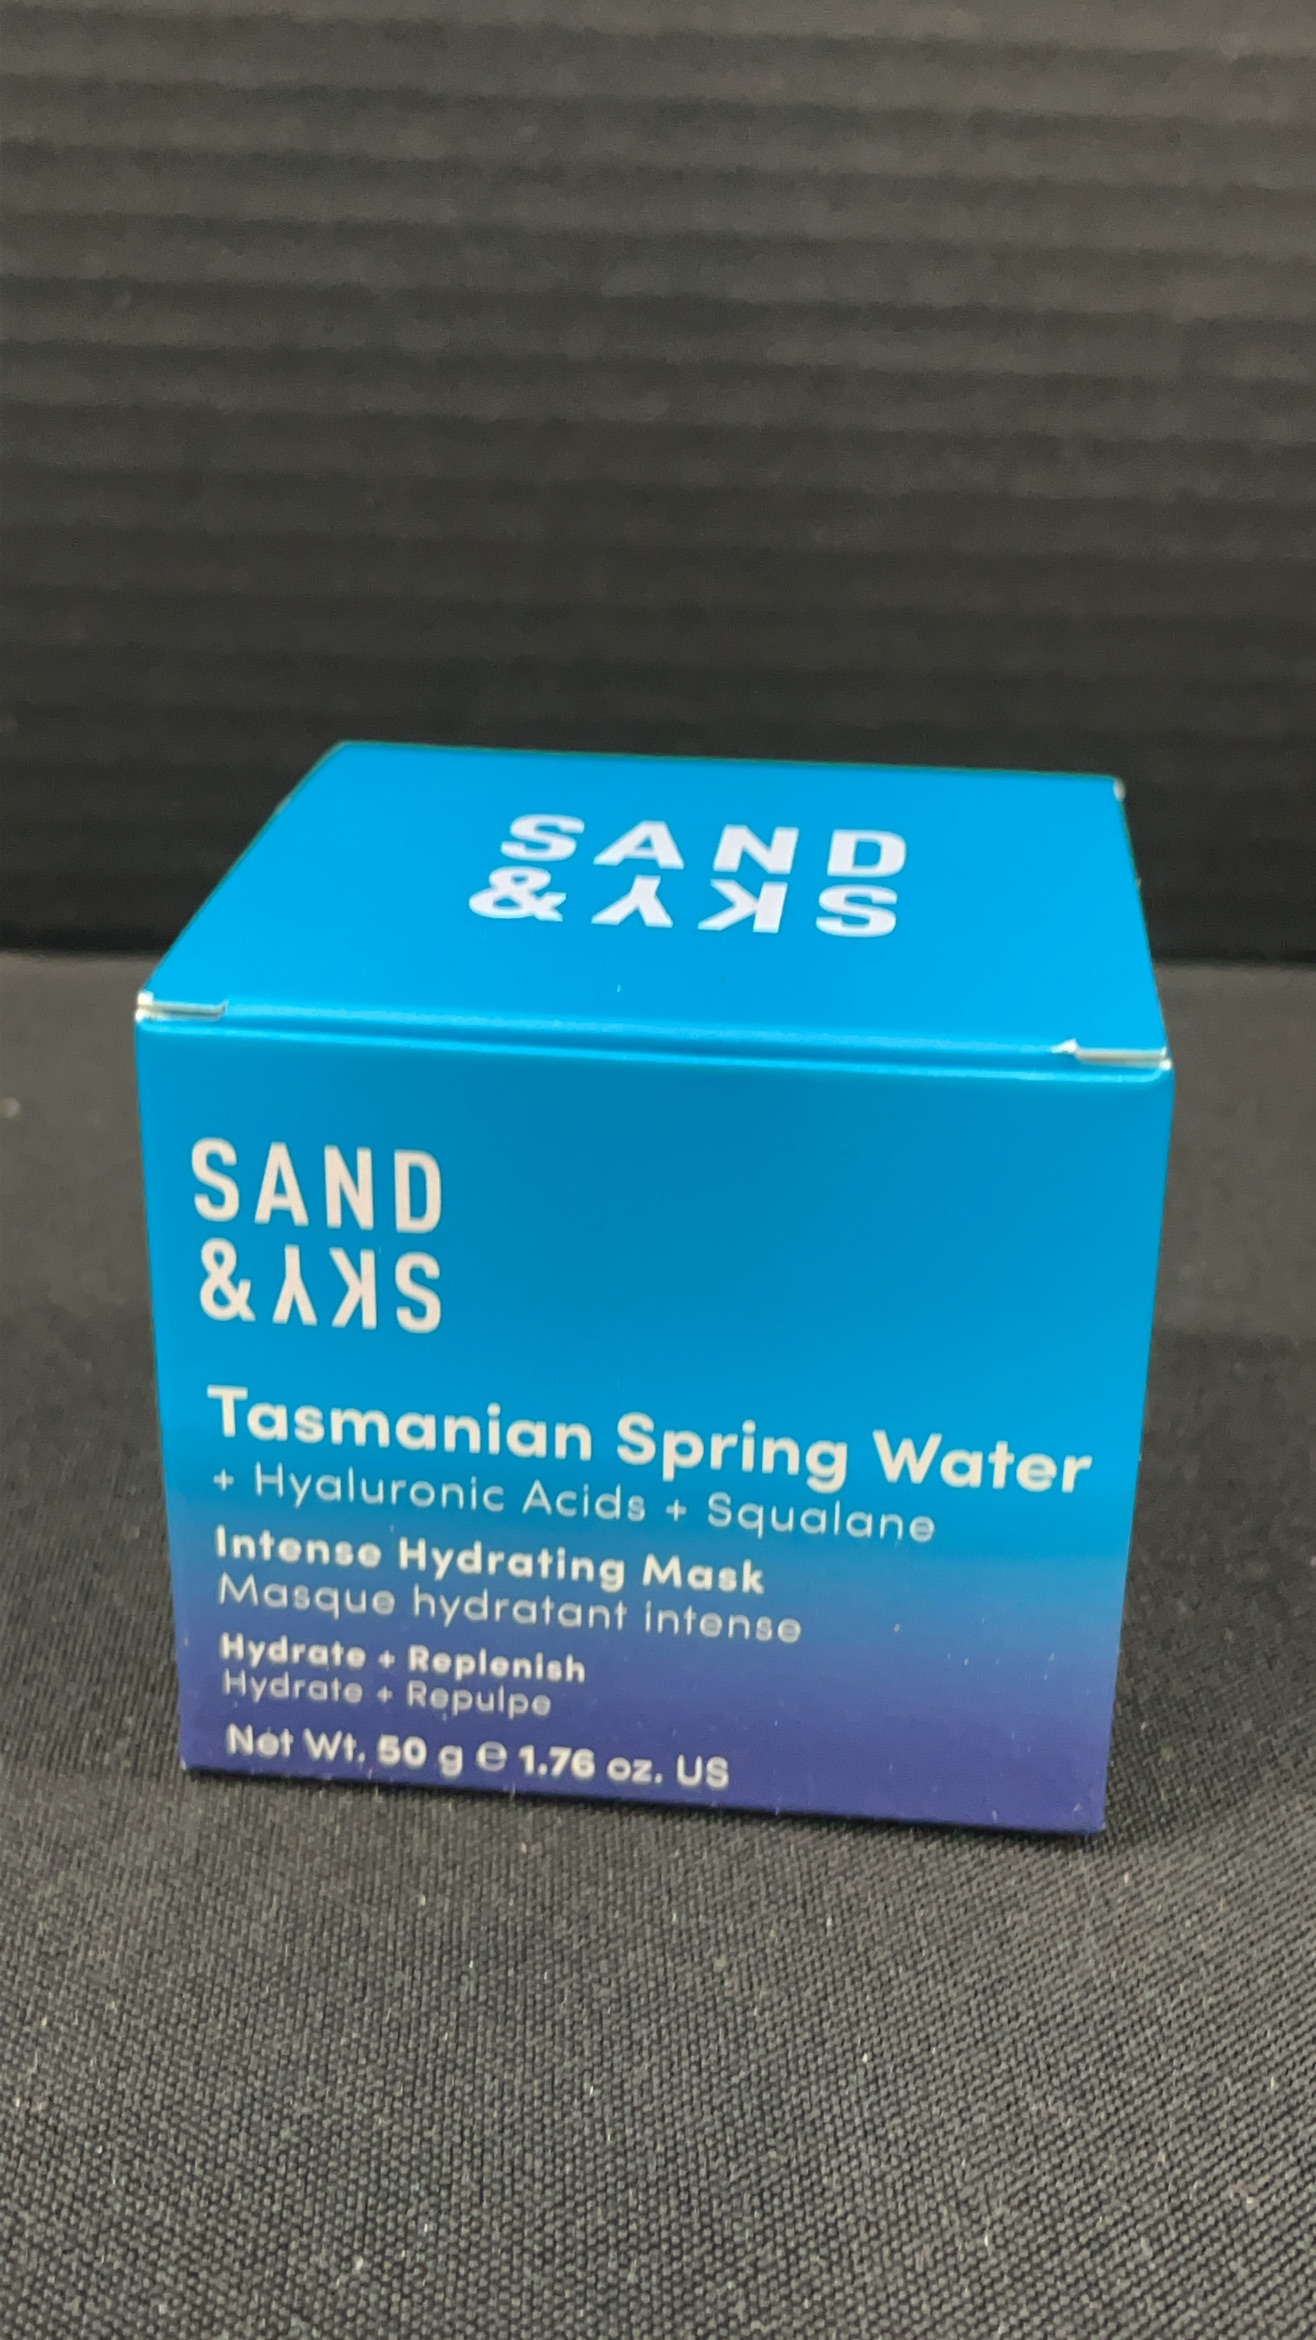 SAND
& SKY
SAND
& SKY
Tasmanian Spring Water
+ Hyaluronic Acids + Squalane
Intense Hydrating Mask
Masque hydratant intense
Hydrate + Replenish
Hydrate + Repulpe
Net Wt. 50 g ℮ 1.76 oz. US